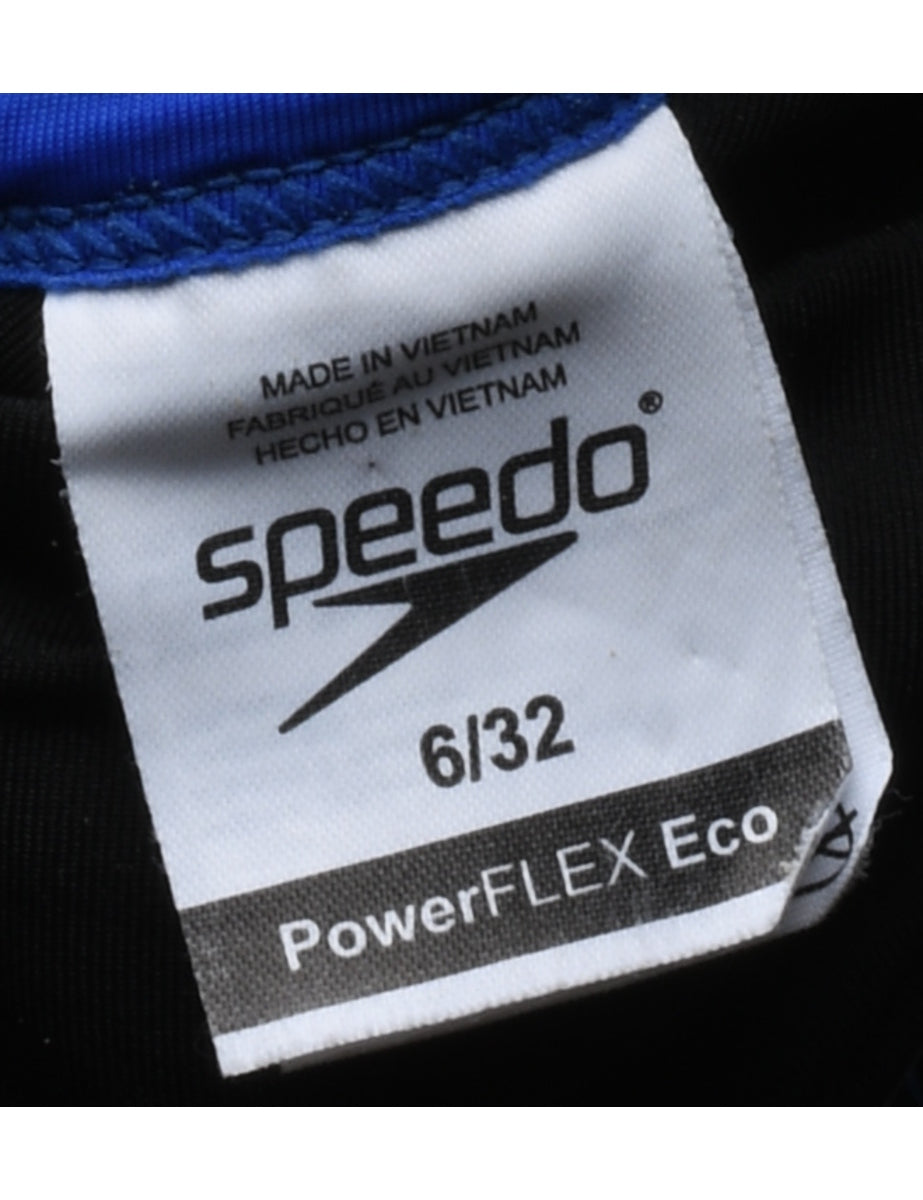 MADE IN VIETNAM
FABRIQUÉ AU VIETNAM
HECHO EN VIETNAM
speedo®
6/32
PowerFLEX Eco